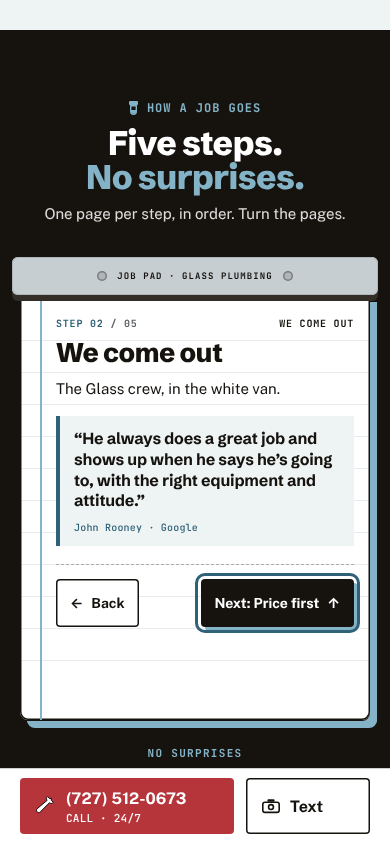 HOW A JOB GOES
Five steps.
No surprises.
One page per step, in order. Turn the pages.
JOB PAD · GLASS PLUMBING
STEP 02 / 05
WE COME OUT
We come out
The Glass crew, in the white van.
“He always does a great job and
shows up when he says he’s going
to, with the right equipment and
attitude.”
John Rooney · Google
← Back
Next: Price first ↑
NO SURPRISES
(727) 512-0673
CALL · 24/7
Text